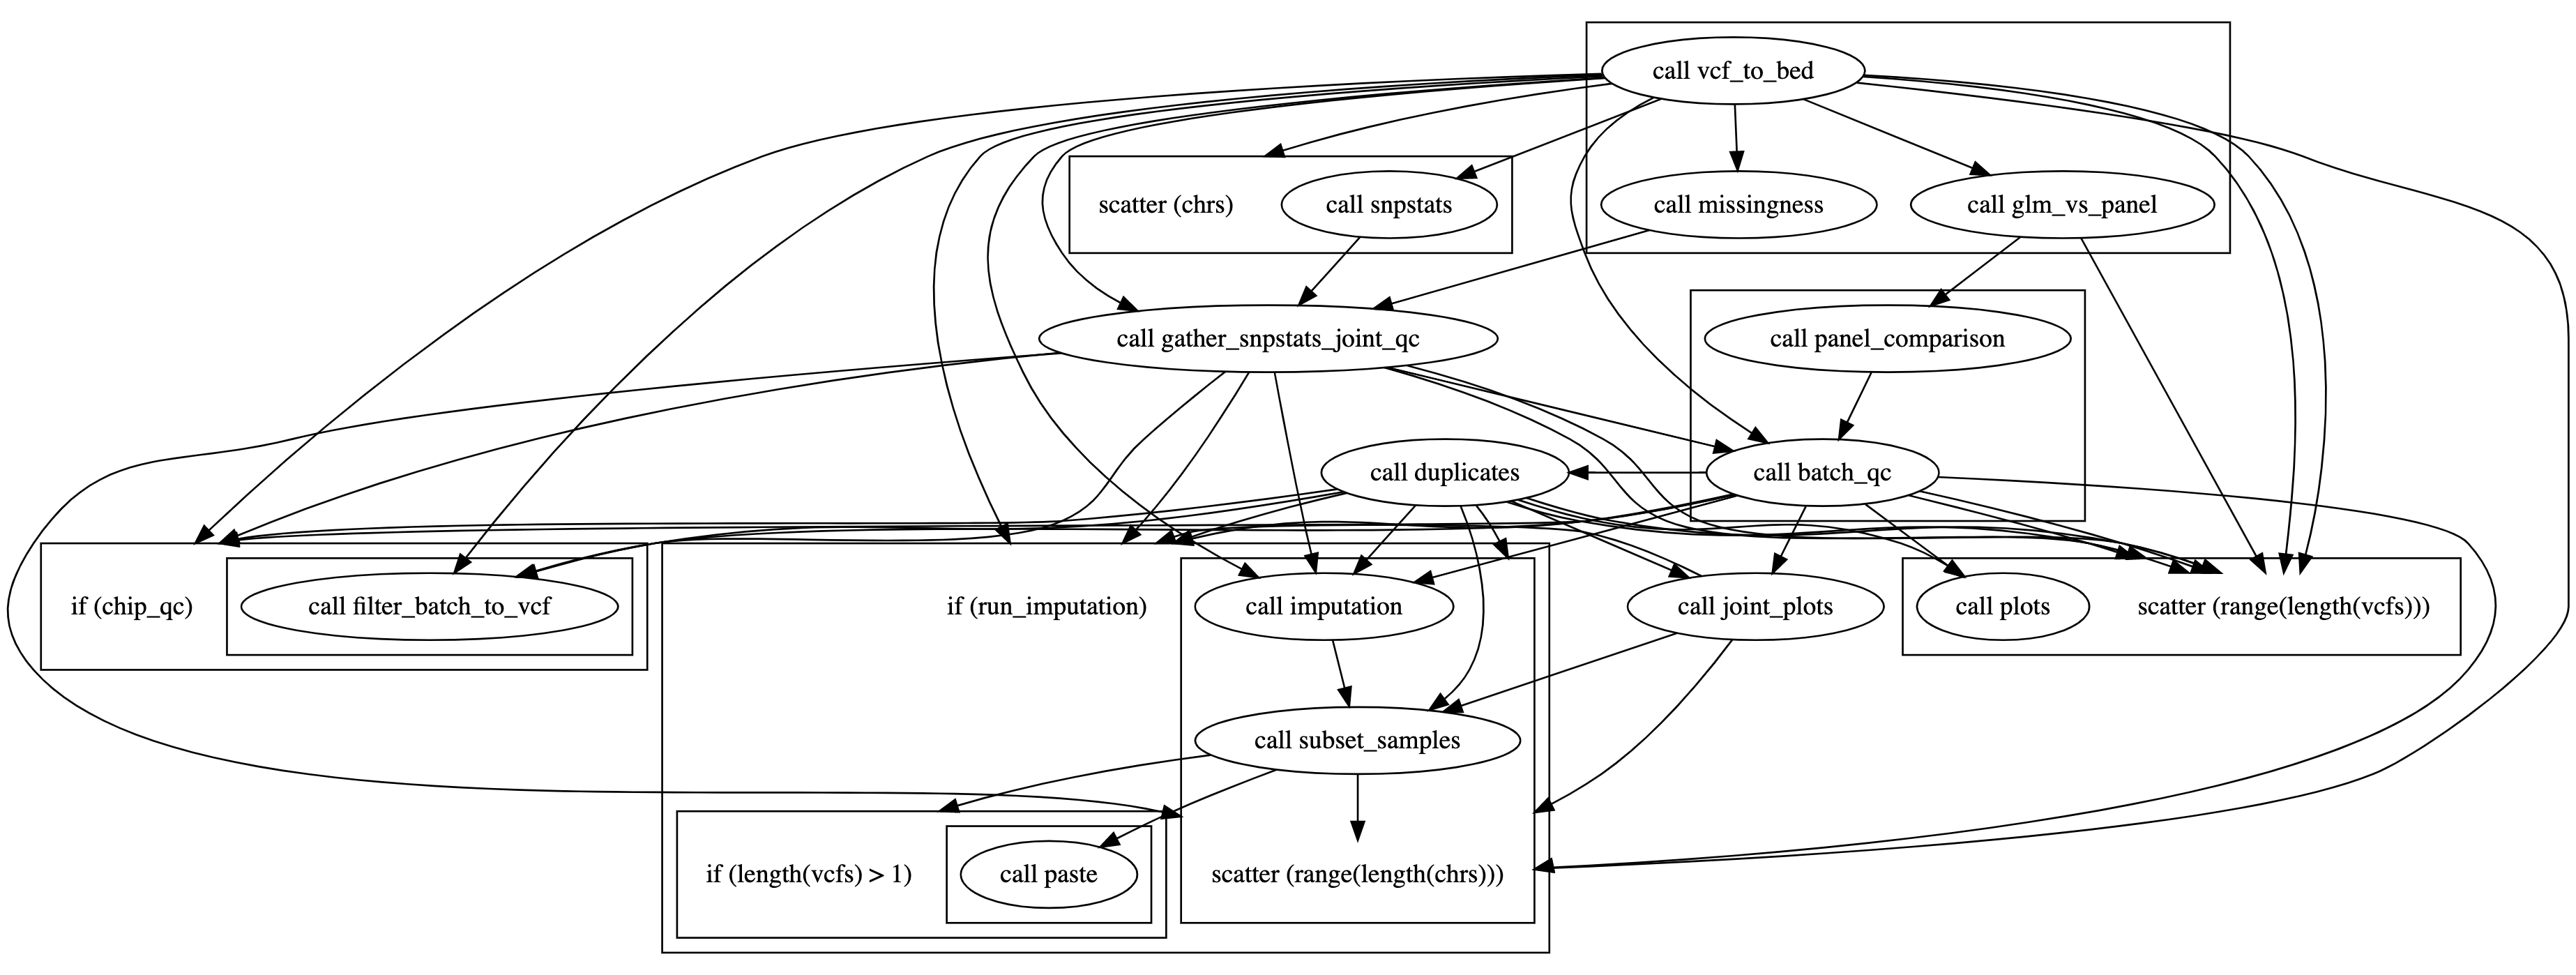 call vcf_to_bed
scatter (chrs)
call snpstats
call missingness
call glm_vs_panel
call gather_snpstats_joint_qc
call panel_comparison
call duplicates
call batch_qc
if (chip_qc)
call filter_batch_to_vcf
if (run_imputation)
call imputation
call joint_plots
call plots
scatter (range(length(vcfs)))
call subset_samples
if (length(vcfs) > 1)
call paste
scatter (range(length(chrs)))